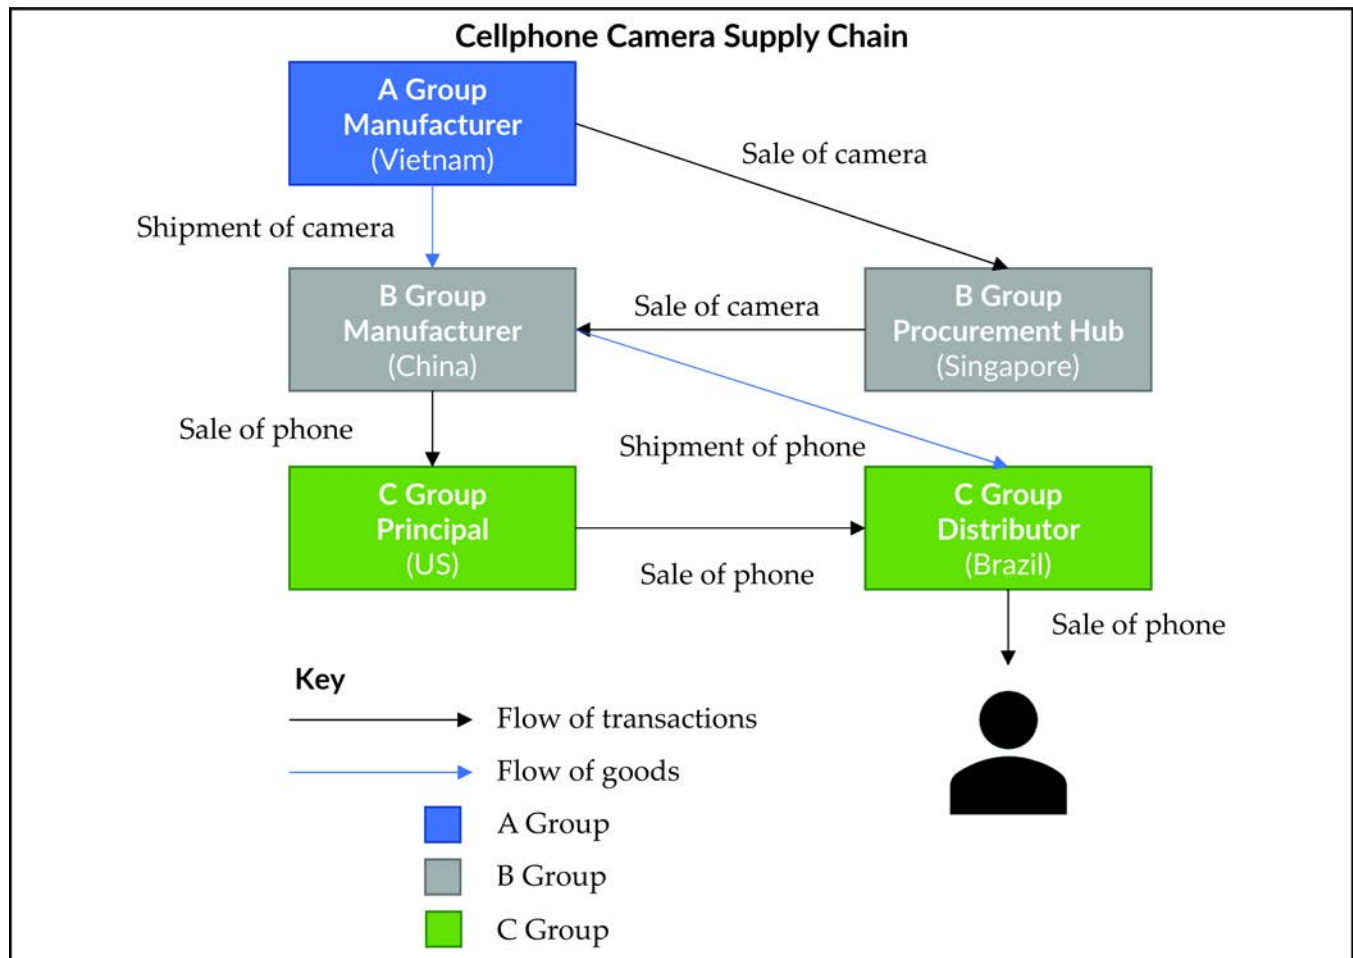 Cellphone Camera Supply Chain
A Group
Manufacturer
(Vietnam)
Sale of camera
Shipment of camera
B Group
Manufacturer
(China)
Sale of camera
B Group
Procurement Hub
(Singapore)
Sale of phone
Shipment of phone
C Group
Principal
(US)
Sale of phone
C Group
Distributor
(Brazil)
Sale of phone
Key
Flow of transactions
Flow of goods
A Group
B Group
C Group